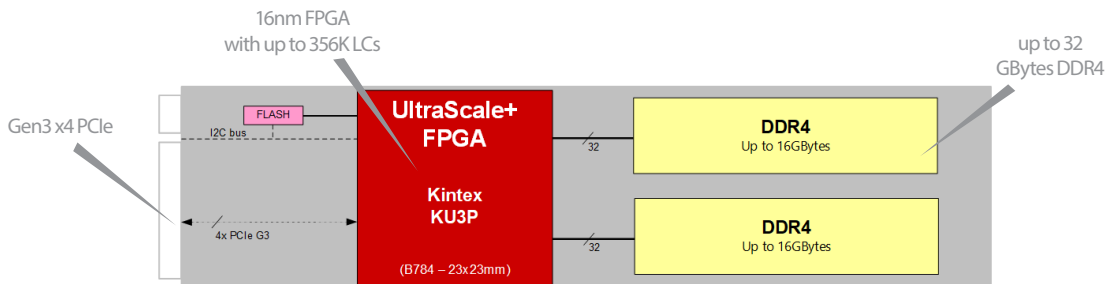 16nm FPGA
with up to 356K LCs
up to 32
GBytes DDR4
Gen3 x4 PCIe
FLASH
I2C bus
4x PCIe G3
UltraScale+
FPGA
Kintex
KU3P
(B784 – 23x23mm)
32
DDR4
Up to 16GBytes
32
DDR4
Up to 16GBytes